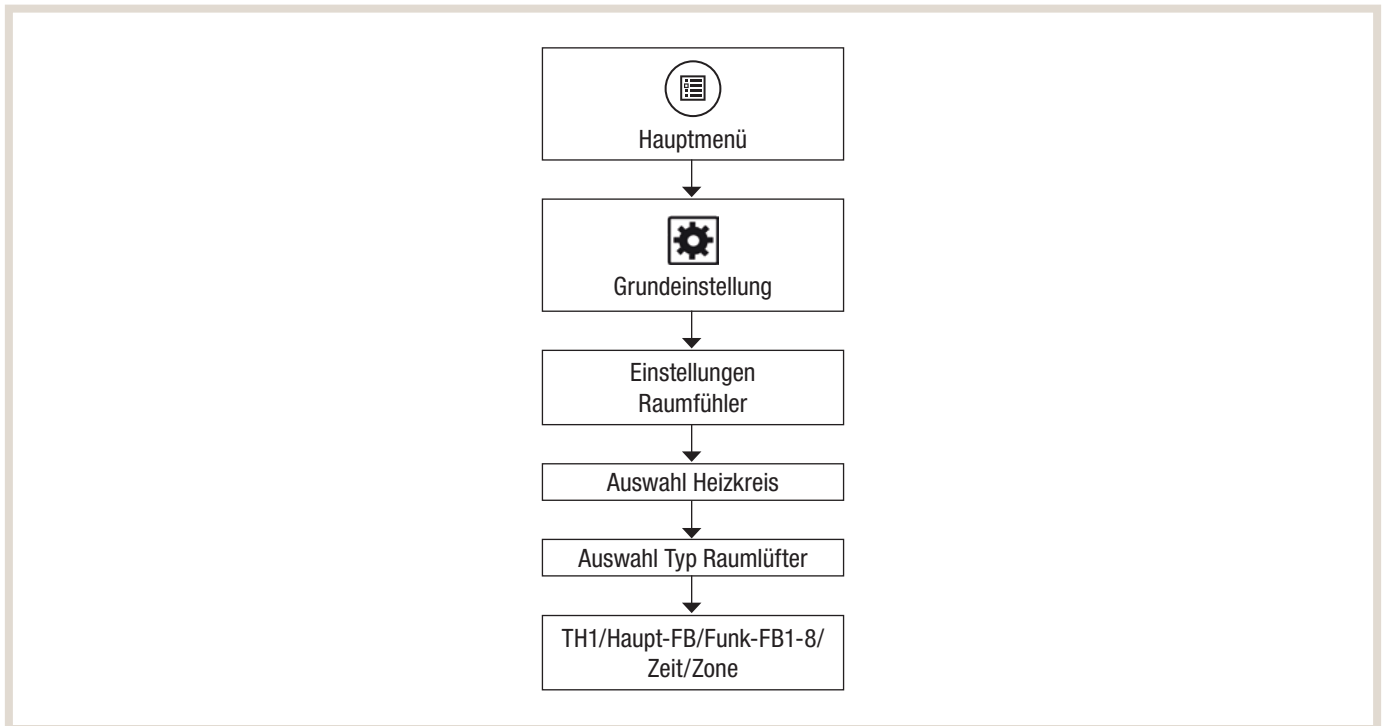 Hauptmenü
Grundeinstellung
Einstellungen
Raumfühler
Auswahl Heizkreis
Auswahl Typ Raumlüfter
TH1/Haupt-FB/Funk-FB1-8/
Zeit/Zone